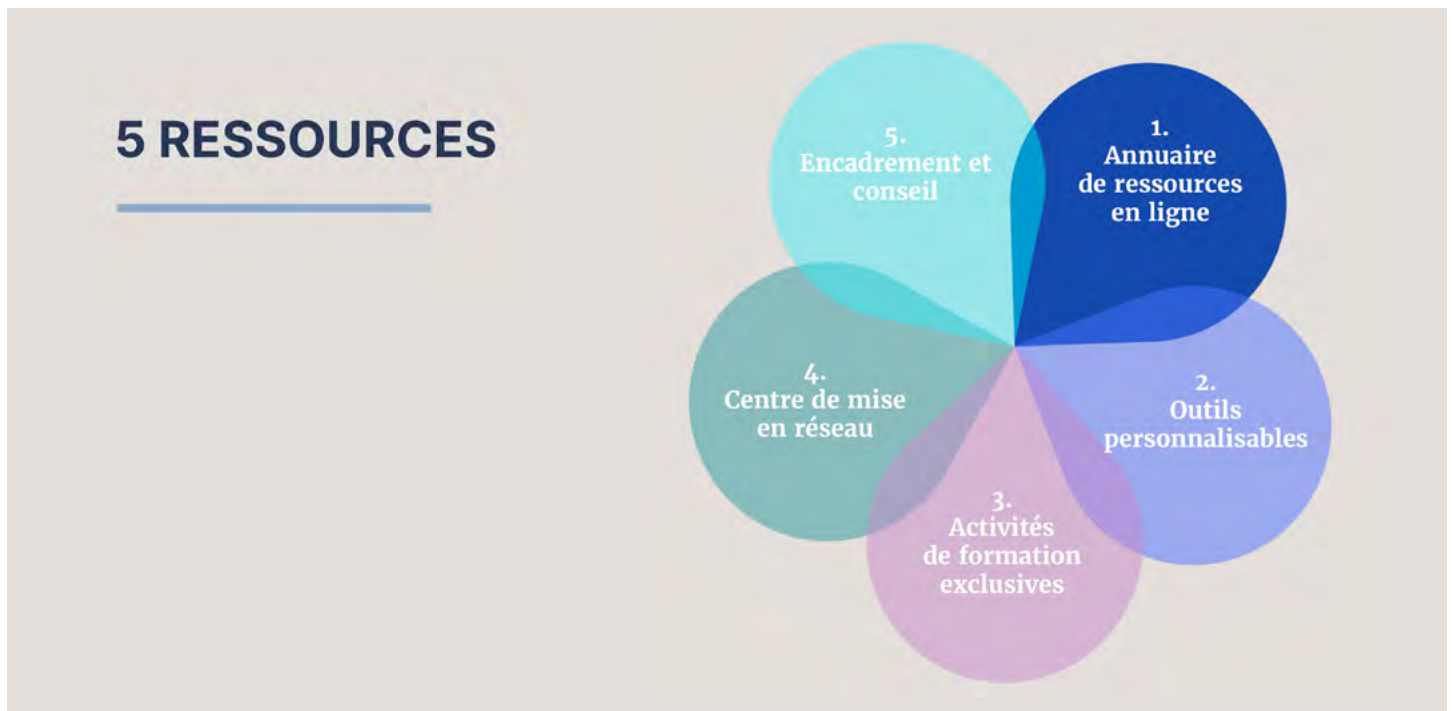 5 RESSOURCES
1.
Annuaire
de ressources
en ligne
2.
Outils
personnalisables
3.
Activités
de formation
exclusives
4.
Centre de mise
en réseau
5.
Encadrement et
conseil